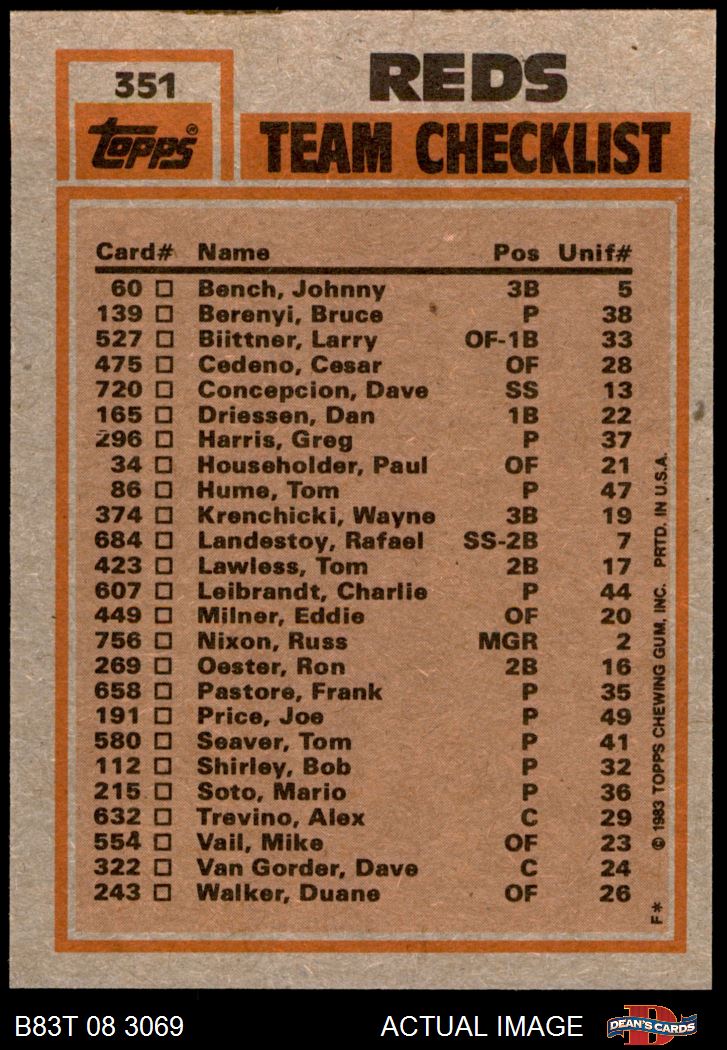 351
REDS
Topps®
TEAM CHECKLIST
Card# Name Pos Unif#
60 □ Bench, Johnny 3B 5
139 □ Berenyi, Bruce P 38
527 □ Biittner, Larry OF-1B 33
475 □ Cedeno, Cesar OF 28
720 □ Concepcion, Dave SS 13
165 □ Driessen, Dan 1B 22
296 □ Harris, Greg P 37
34 □ Householder, Paul OF 21
86 □ Hume, Tom P 47
374 □ Krenchicki, Wayne 3B 19
684 □ Landestoy, Rafael SS-2B 7
423 □ Lawless, Tom 2B 17
607 □ Leibrandt, Charlie P 44
449 □ Milner, Eddie OF 20
756 □ Nixon, Russ MGR 2
269 □ Oester, Ron 2B 16
658 □ Pastore, Frank P 35
191 □ Price, Joe P 49
580 □ Seaver, Tom P 41
112 □ Shirley, Bob P 32
215 □ Soto, Mario P 36
632 □ Trevino, Alex C 29
554 □ Vail, Mike OF 23
322 □ Van Gorder, Dave C 24
243 □ Walker, Duane OF 26
F* © 1983 TOPPS CHEWING GUM, INC. PRTD. IN U.S.A.
B83T 08 3069 ACTUAL IMAGE
D
DEAN'S CARDS